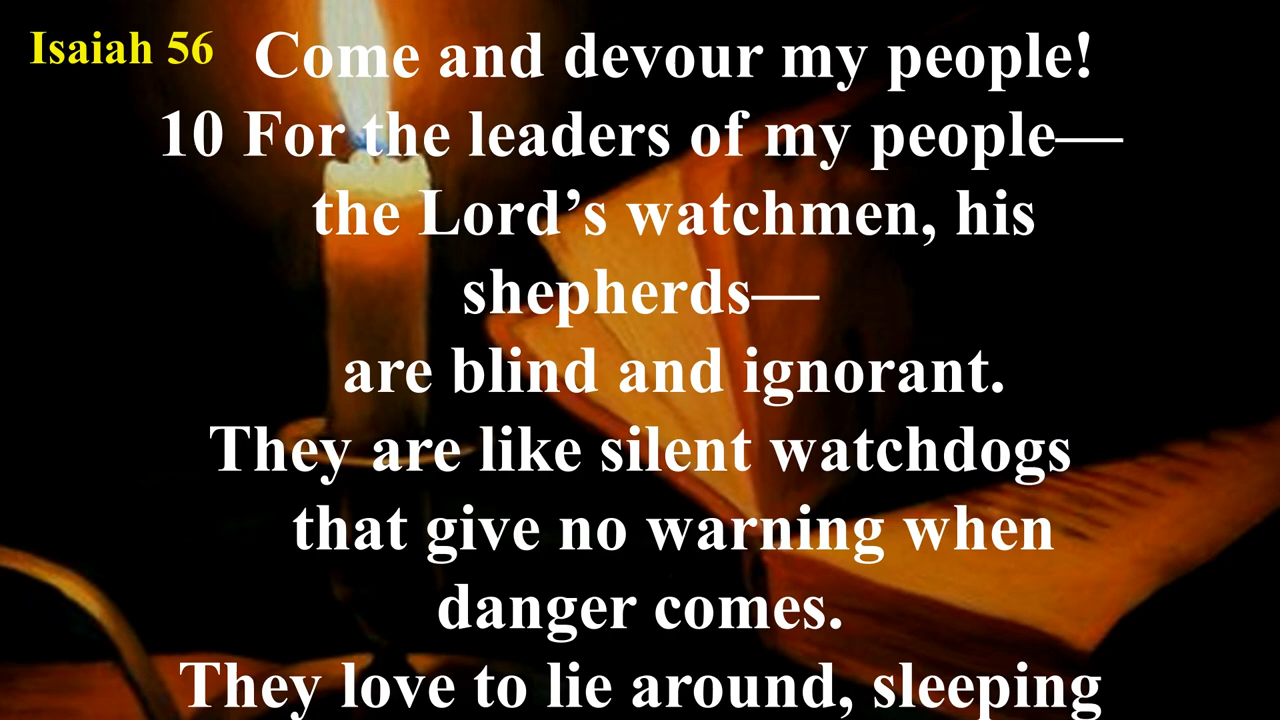 Isaiah 56
Come and devour my people!
10 For the leaders of my people—
the Lord’s watchmen, his
shepherds—
are blind and ignorant.
They are like silent watchdogs
that give no warning when
danger comes.
They love to lie around, sleeping